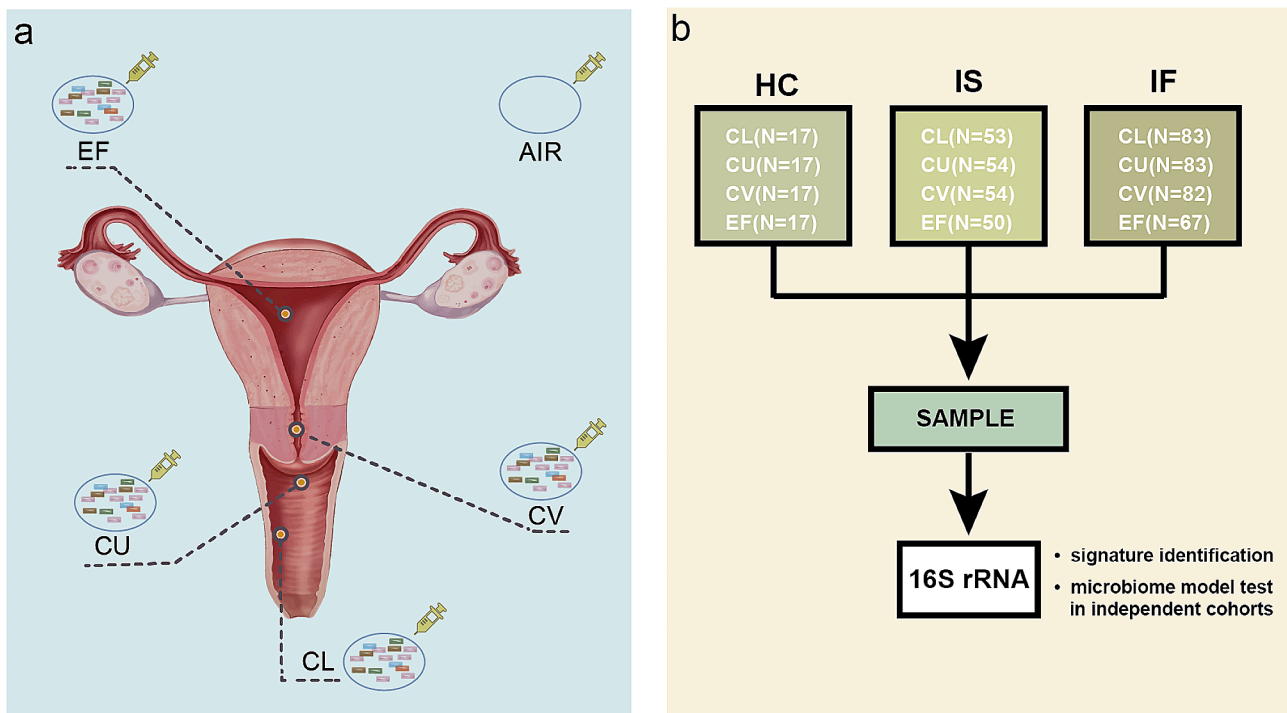 a
EF
AIR
CV
CU
CL
b
HC
IS
IF
CL(N=17)
CU(N=17)
CV(N=17)
EF(N=17)
CL(N=53)
CU(N=54)
CV(N=54)
EF(N=50)
CL(N=83)
CU(N=83)
CV(N=82)
EF(N=67)
SAMPLE
16S rRNA
• signature identification
• microbiome model test
in independent cohorts